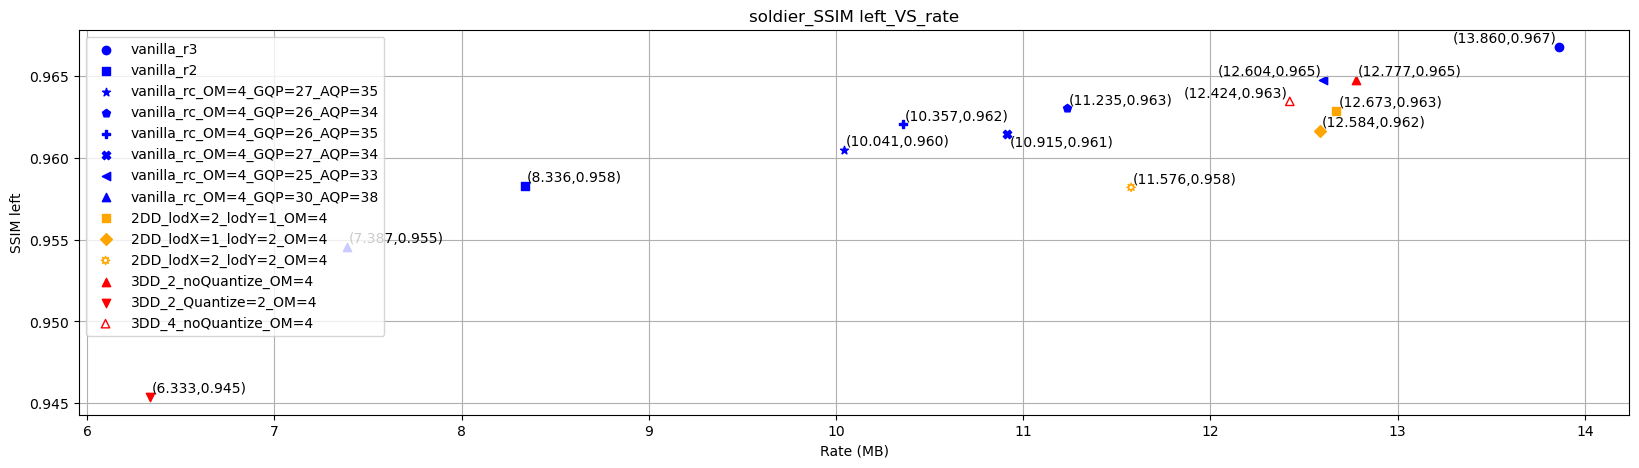 soldier_SSIM left_VS_rate
vanilla_r3
vanilla_r2
vanilla_rc_OM=4_GQP=27_AQP=35
vanilla_rc_OM=4_GQP=26_AQP=34
vanilla_rc_OM=4_GQP=26_AQP=35
vanilla_rc_OM=4_GQP=27_AQP=34
vanilla_rc_OM=4_GQP=25_AQP=33
vanilla_rc_OM=4_GQP=30_AQP=38
2DD_lodX=2_lodY=1_OM=4
2DD_lodX=1_lodY=2_OM=4
2DD_lodX=2_lodY=2_OM=4
3DD_2_noQuantize_OM=4
3DD_2_Quantize=2_OM=4
3DD_4_noQuantize_OM=4
(13.860,0.967)
(12.604,0.965)
(12.777,0.965)
(12.424,0.963)
(11.235,0.963)
(12.673,0.963)
(10.357,0.962)
(12.584,0.962)
(10.041,0.960)
(10.915,0.961)
(8.336,0.958)
(11.576,0.958)
(7.387,0.955)
(6.333,0.945)
SSIM left
0.965
0.960
0.955
0.950
0.945
6
7
8
9
10
11
12
13
14
Rate (MB)